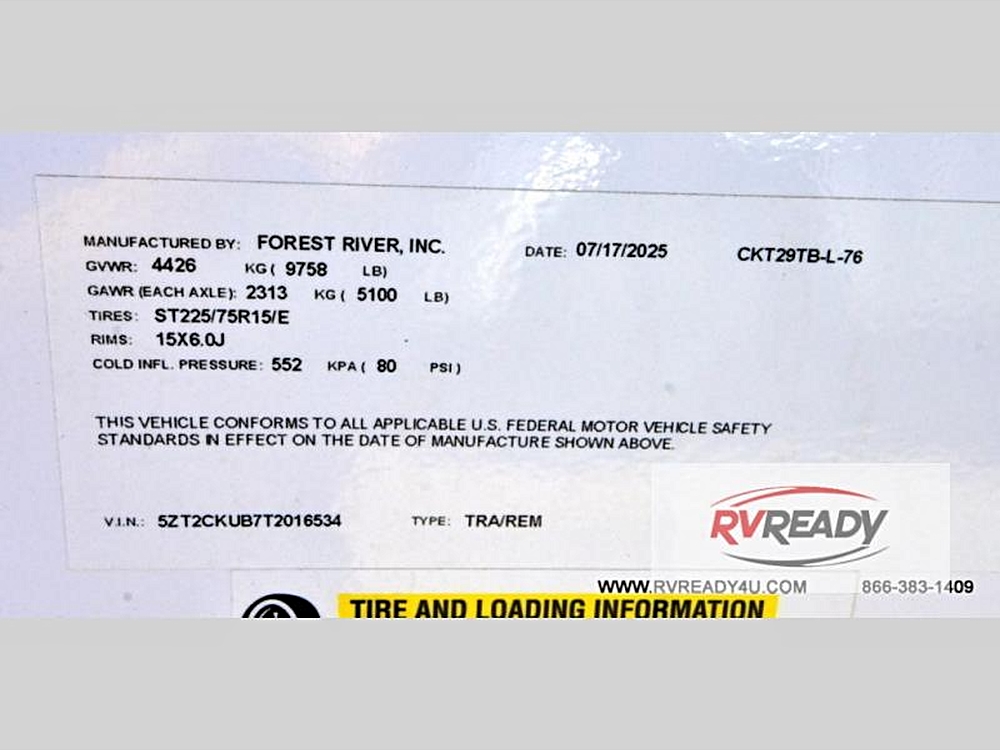 MANUFACTURED BY: FOREST RIVER, INC. DATE: 07/17/2025 CKT29TB-L-76
GVWR: 4426 KG ( 9758 LB)
GAWR (EACH AXLE): 2313 KG ( 5100 LB)
TIRES: ST225/75R15/E
RIMS: 15X6.0J
COLD INFL. PRESSURE: 552 KPA ( 80 PSI )
THIS VEHICLE CONFORMS TO ALL APPLICABLE U.S. FEDERAL MOTOR VEHICLE SAFETY
STANDARDS IN EFFECT ON THE DATE OF MANUFACTURE SHOWN ABOVE.
V.I.N.: 5ZT2CKUB7T2016534 TYPE: TRA/REM
RVREADY
WWW.RVREADY4U.COM 866-383-1409
TIRE AND LOADING INFORMATION